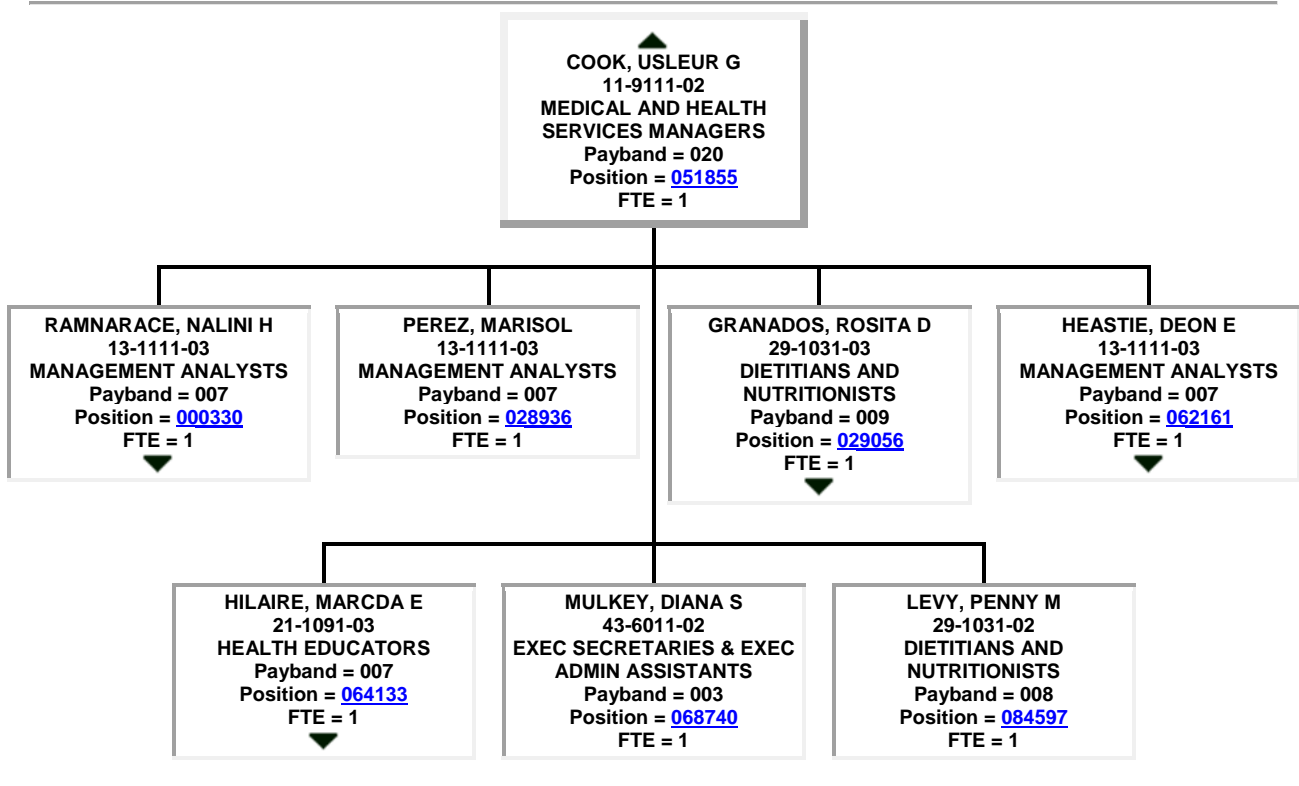 COOK, USLEUR G
11-9111-02
MEDICAL AND HEALTH
SERVICES MANAGERS
Payband = 020
Position = 051855
FTE = 1
RAMNARACE, NALINI H
13-1111-03
MANAGEMENT ANALYSTS
Payband = 007
Position = 000330
FTE = 1
PEREZ, MARISOL
13-1111-03
MANAGEMENT ANALYSTS
Payband = 007
Position = 028936
FTE = 1
GRANADOS, ROSITA D
29-1031-03
DIETITIANS AND
NUTRITIONISTS
Payband = 009
Position = 029056
FTE = 1
HEASTIE, DEON E
13-1111-03
MANAGEMENT ANALYSTS
Payband = 007
Position = 062161
FTE = 1
HILAIRE, MARCDA E
21-1091-03
HEALTH EDUCATORS
Payband = 007
Position = 064133
FTE = 1
MULKEY, DIANA S
43-6011-02
EXEC SECRETARIES & EXEC
ADMIN ASSISTANTS
Payband = 003
Position = 068740
FTE = 1
LEVY, PENNY M
29-1031-02
DIETITIANS AND
NUTRITIONISTS
Payband = 008
Position = 084597
FTE = 1